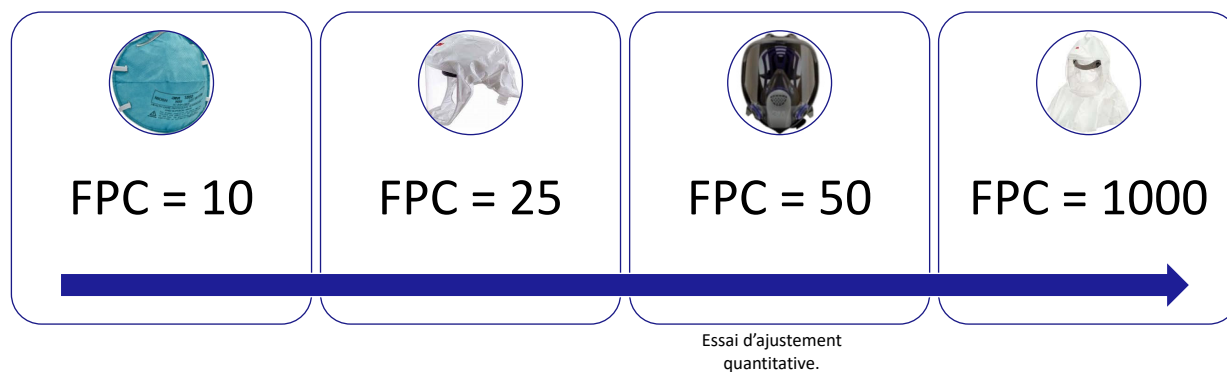 FPC = 10
FPC = 25
FPC = 50
FPC = 1000
Essai d'ajustement
quantitative.